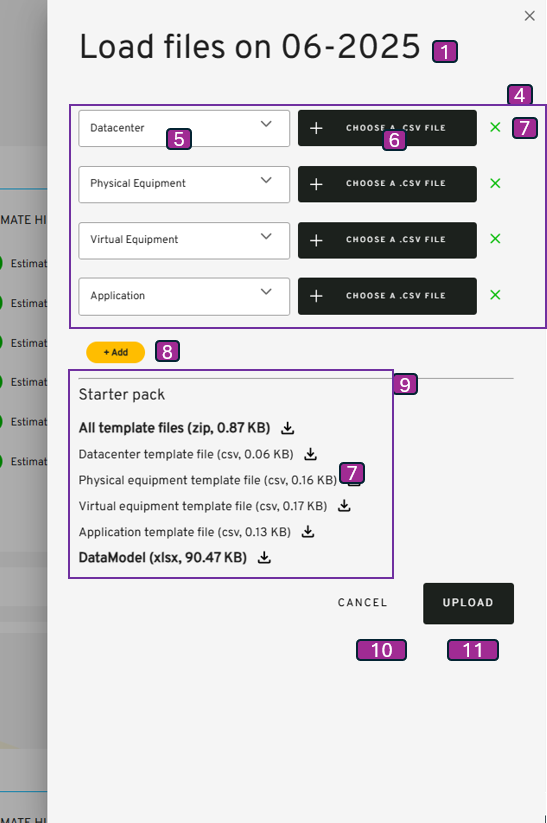 Load files on 06-2025 1
4
Datacenter 5
CHOOSE A .CSV FILE 6
7
Physical Equipment
CHOOSE A .CSV FILE
Virtual Equipment
CHOOSE A .CSV FILE
Application
CHOOSE A .CSV FILE
+ Add 8
9
Starter pack
All template files (zip, 0.87 KB)
Datacenter template file (csv, 0.06 KB)
Physical equipment template file (csv, 0.16 KB) 7
Virtual equipment template file (csv, 0.17 KB)
Application template file (csv, 0.13 KB)
DataModel (xlsx, 90.47 KB)
CANCEL
UPLOAD
10
11
MATE HI
Estimat
Estimat
Estimat
Estimat
Estimat
Estimat
MATE HI